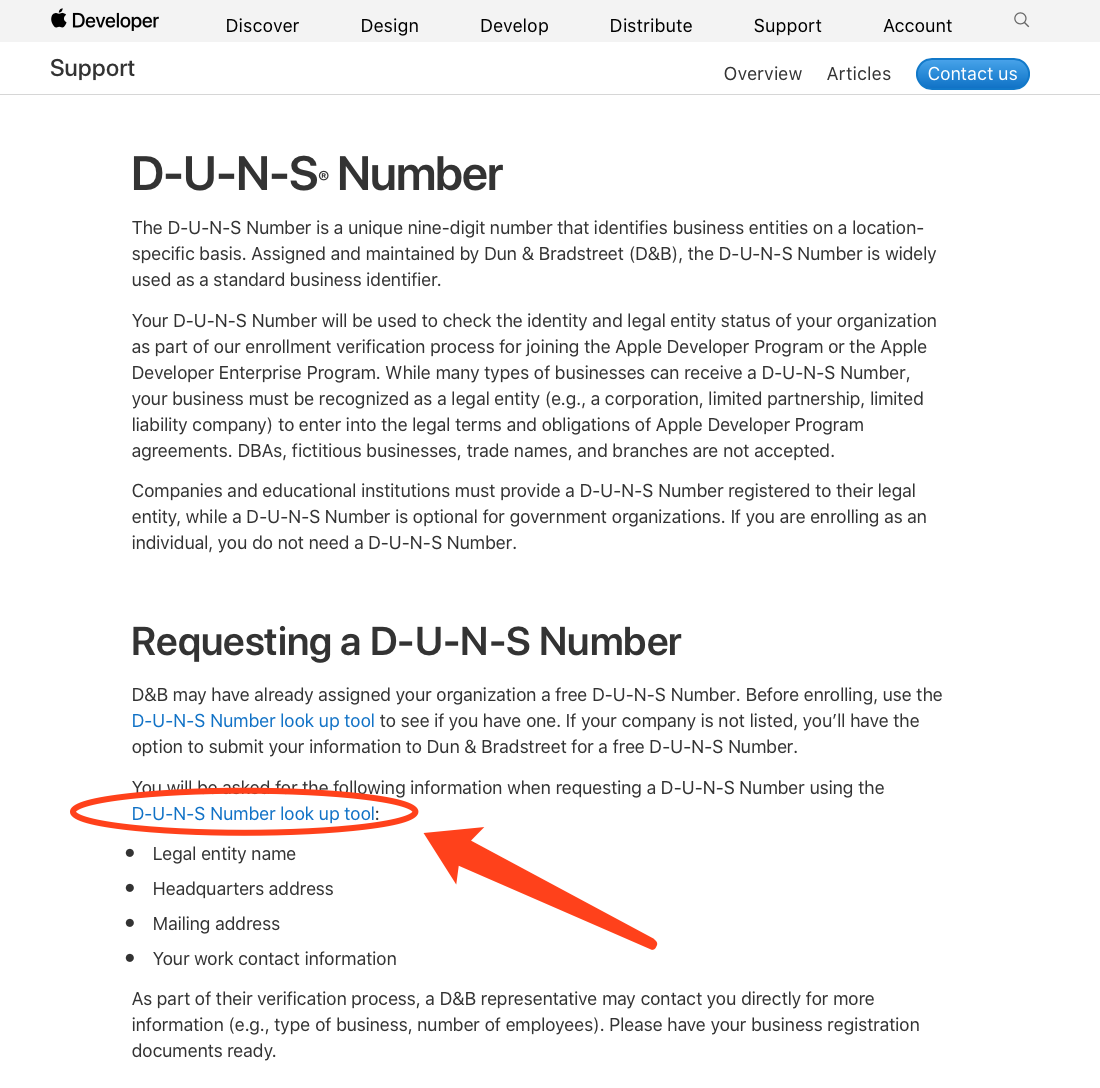 Developer Discover Design Develop Distribute Support Account
Support Overview Articles Contact us
D-U-N-S® Number
The D-U-N-S Number is a unique nine-digit number that identifies business entities on a location-
specific basis. Assigned and maintained by Dun & Bradstreet (D&B), the D-U-N-S Number is widely
used as a standard business identifier.
Your D-U-N-S Number will be used to check the identity and legal entity status of your organization
as part of our enrollment verification process for joining the Apple Developer Program or the Apple
Developer Enterprise Program. While many types of businesses can receive a D-U-N-S Number,
your business must be recognized as a legal entity (e.g., a corporation, limited partnership, limited
liability company) to enter into the legal terms and obligations of Apple Developer Program
agreements. DBAs, fictitious businesses, trade names, and branches are not accepted.
Companies and educational institutions must provide a D-U-N-S Number registered to their legal
entity, while a D-U-N-S Number is optional for government organizations. If you are enrolling as an
individual, you do not need a D-U-N-S Number.
Requesting a D-U-N-S Number
D&B may have already assigned your organization a free D-U-N-S Number. Before enrolling, use the
D-U-N-S Number look up tool to see if you have one. If your company is not listed, you’ll have the
option to submit your information to Dun & Bradstreet for a free D-U-N-S Number.
You will be asked for the following information when requesting a D-U-N-S Number using the
D-U-N-S Number look up tool:
• Legal entity name
• Headquarters address
• Mailing address
• Your work contact information
As part of their verification process, a D&B representative may contact you directly for more
information (e.g., type of business, number of employees). Please have your business registration
documents ready.